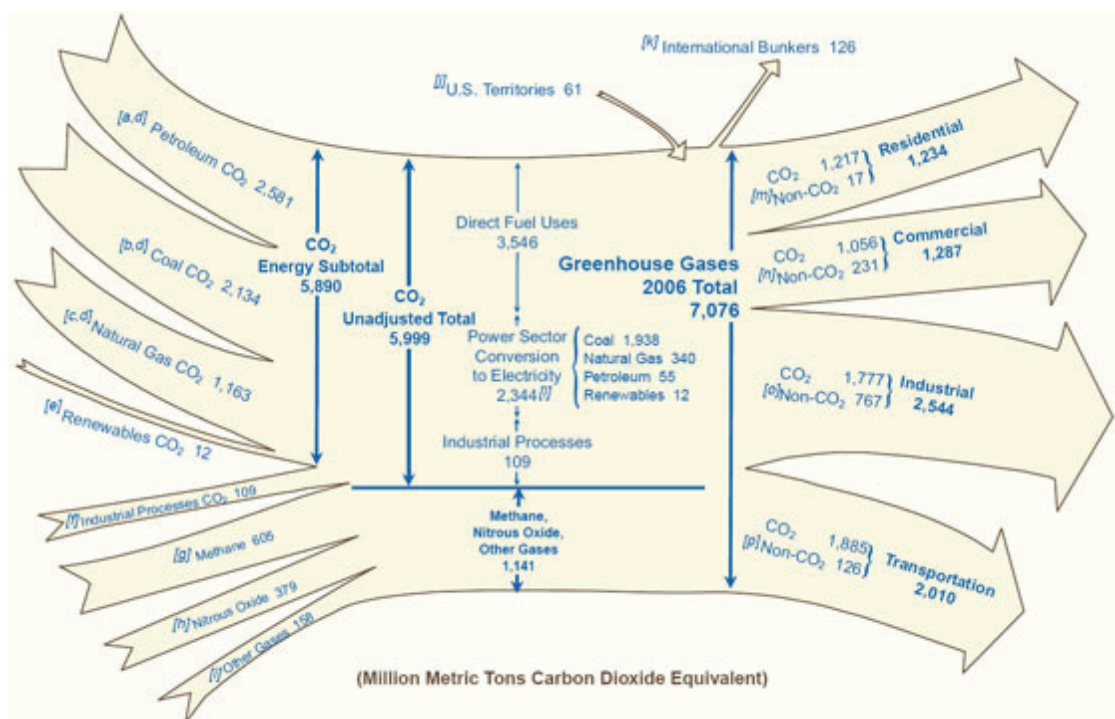 [k] International Bunkers 126
[j] U.S. Territories 61
[a,d] Petroleum CO₂ 2,581
[b,d] Coal CO₂ 2,134
[c,d] Natural Gas CO₂ 1,163
[e] Renewables CO₂ 12
[f] Industrial Processes CO₂ 109
[g] Methane 605
[h] Nitrous Oxide 379
[i] Other Gases 158
CO₂
Energy Subtotal
5,890
CO₂
Unadjusted Total
5,999
Direct Fuel Uses
3,546
Power Sector
Conversion
to Electricity
2,344[l]
Coal 1,938
Natural Gas 340
Petroleum 55
Renewables 12
Industrial Processes
109
Methane,
Nitrous Oxide,
Other Gases
1,141
Greenhouse Gases
2006 Total
7,076
CO₂ 1,217
[m]Non-CO₂ 17
Residential
1,234
CO₂ 1,056
[n]Non-CO₂ 231
Commercial
1,287
CO₂ 1,777
[o]Non-CO₂ 767
Industrial
2,544
CO₂ 1,885
[p]Non-CO₂ 126
Transportation
2,010
(Million Metric Tons Carbon Dioxide Equivalent)